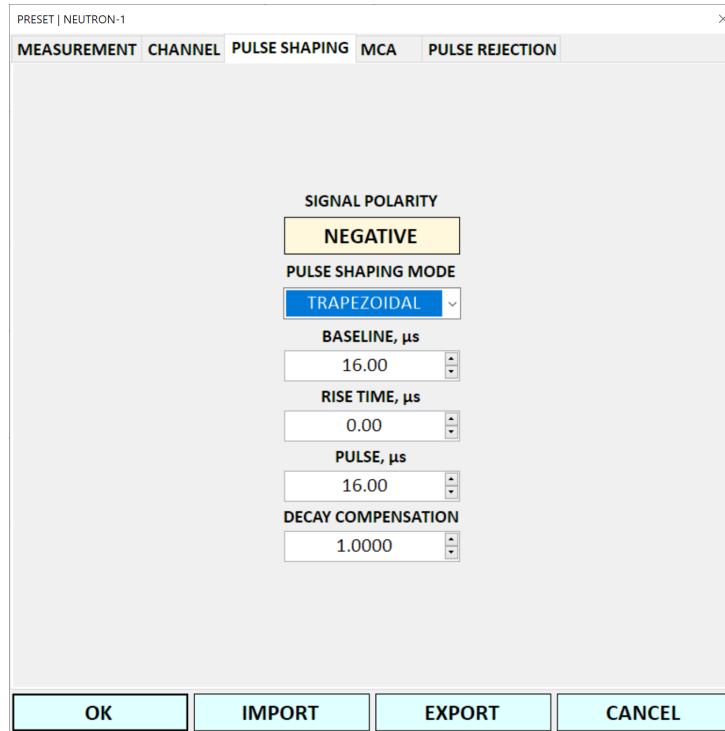 PRESET | NEUTRON-1
MEASUREMENT CHANNEL PULSE SHAPING MCA PULSE REJECTION
SIGNAL POLARITY
NEGATIVE
PULSE SHAPING MODE
TRAPEZOIDAL
BASELINE, μs
16.00
RISE TIME, μs
0.00
PULSE, μs
16.00
DECAY COMPENSATION
1.0000
OK IMPORT EXPORT CANCEL